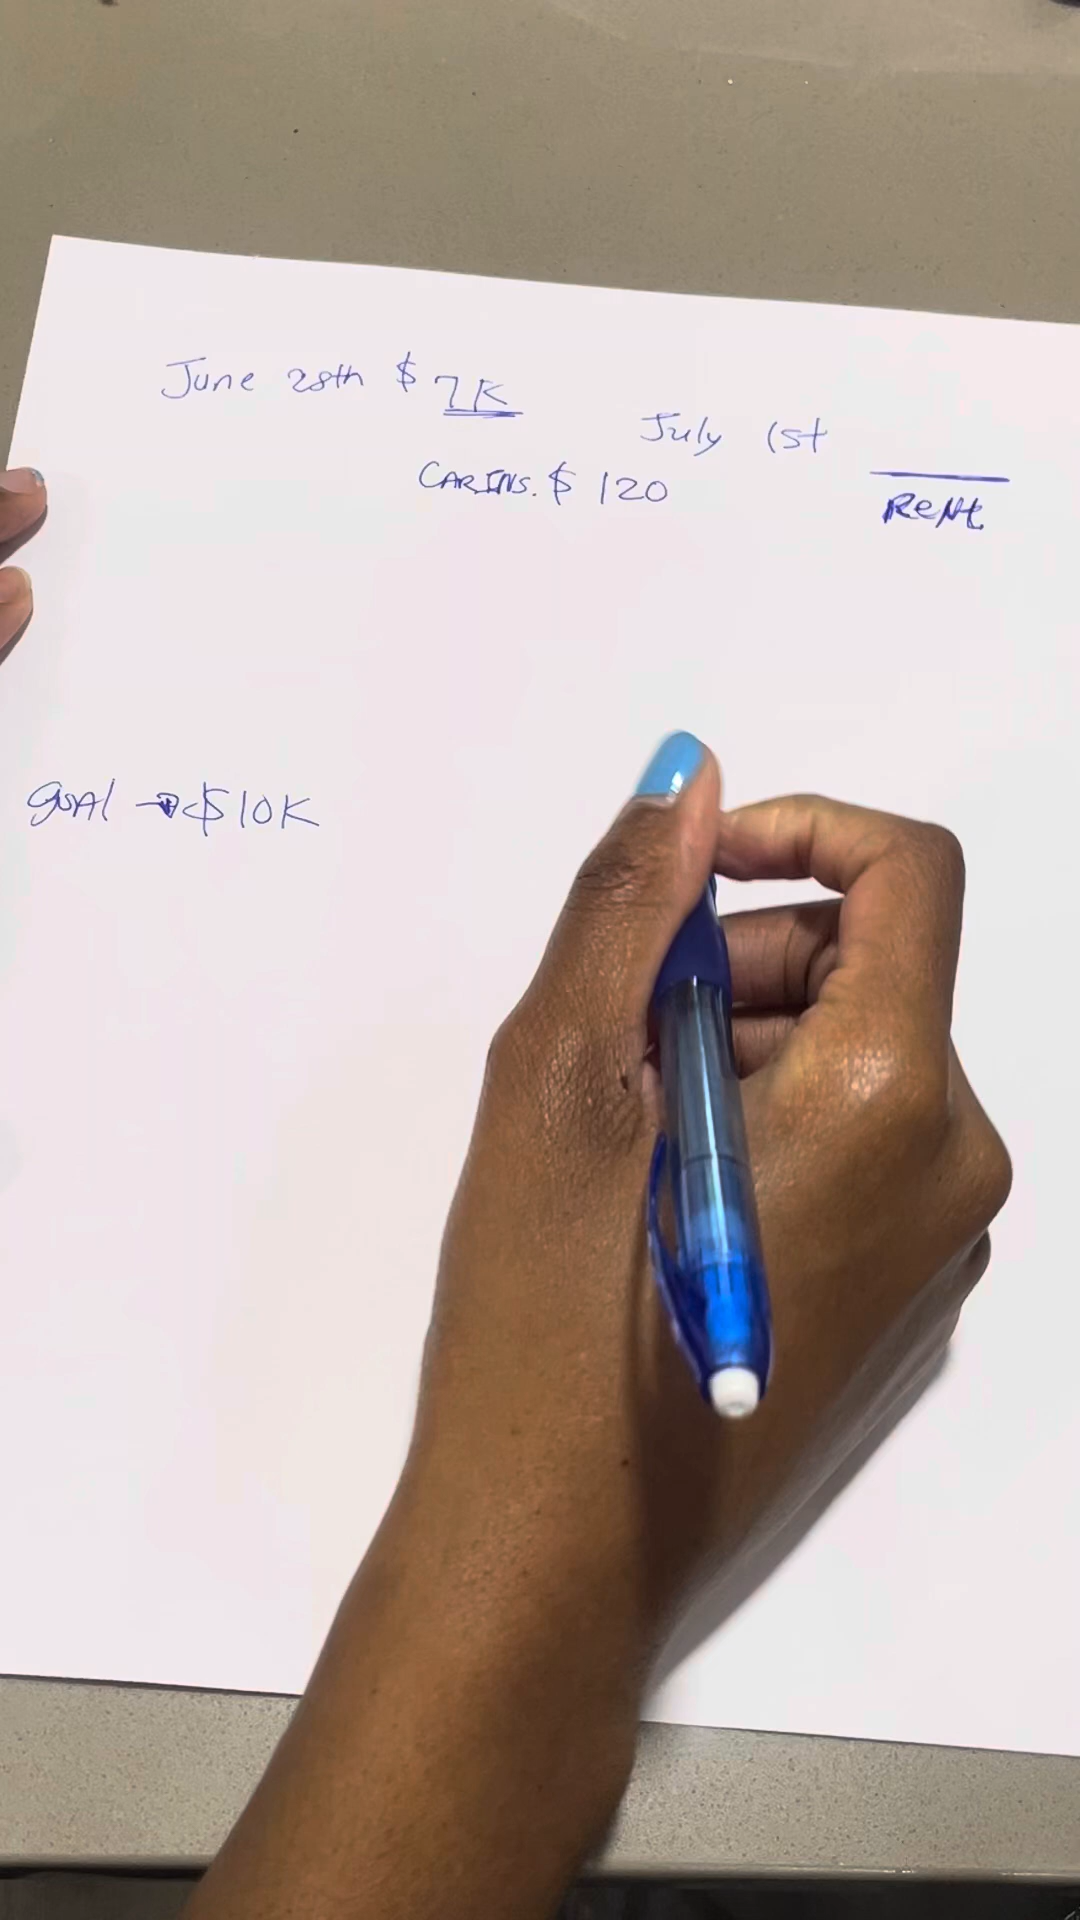 June 28th $ 7K
July 1st
CAR INS. $ 120
Rent
goal → $10K